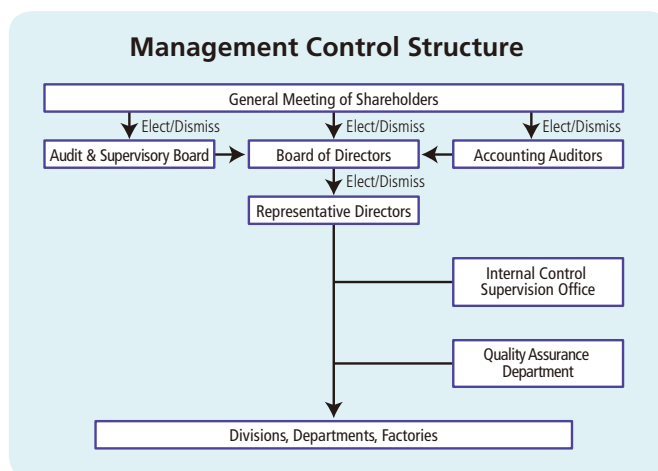 Management Control Structure
General Meeting of Shareholders
Elect/Dismiss
Elect/Dismiss
Elect/Dismiss
Audit & Supervisory Board
Board of Directors
Accounting Auditors
Elect/Dismiss
Representative Directors
Internal Control
Supervision Office
Quality Assurance
Department
Divisions, Departments, Factories